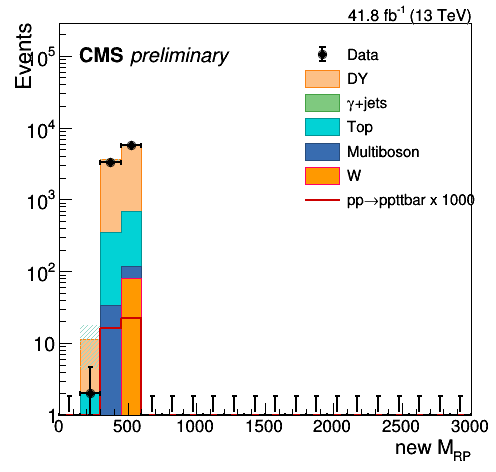 41.8 fb⁻¹ (13 TeV)
Events
CMS preliminary
Data
DY
γ+jets
Top
Multiboson
W
pp→ppttbar x 1000
10⁵
10⁴
10³
10²
10
1
0 500 1000 1500 2000 2500 3000
new M_RP